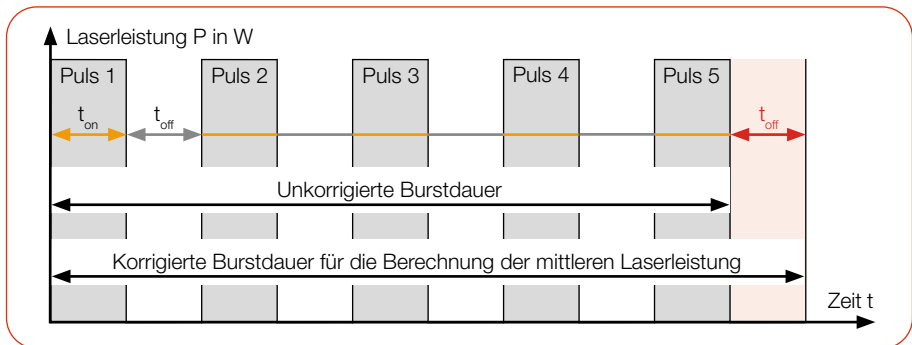 Laserleistung P in W
Puls 1 Puls 2 Puls 3 Puls 4 Puls 5
ton toff toff
Unkorrigierte Burstdauer
Korrigierte Burstdauer für die Berechnung der mittleren Laserleistung
Zeit t